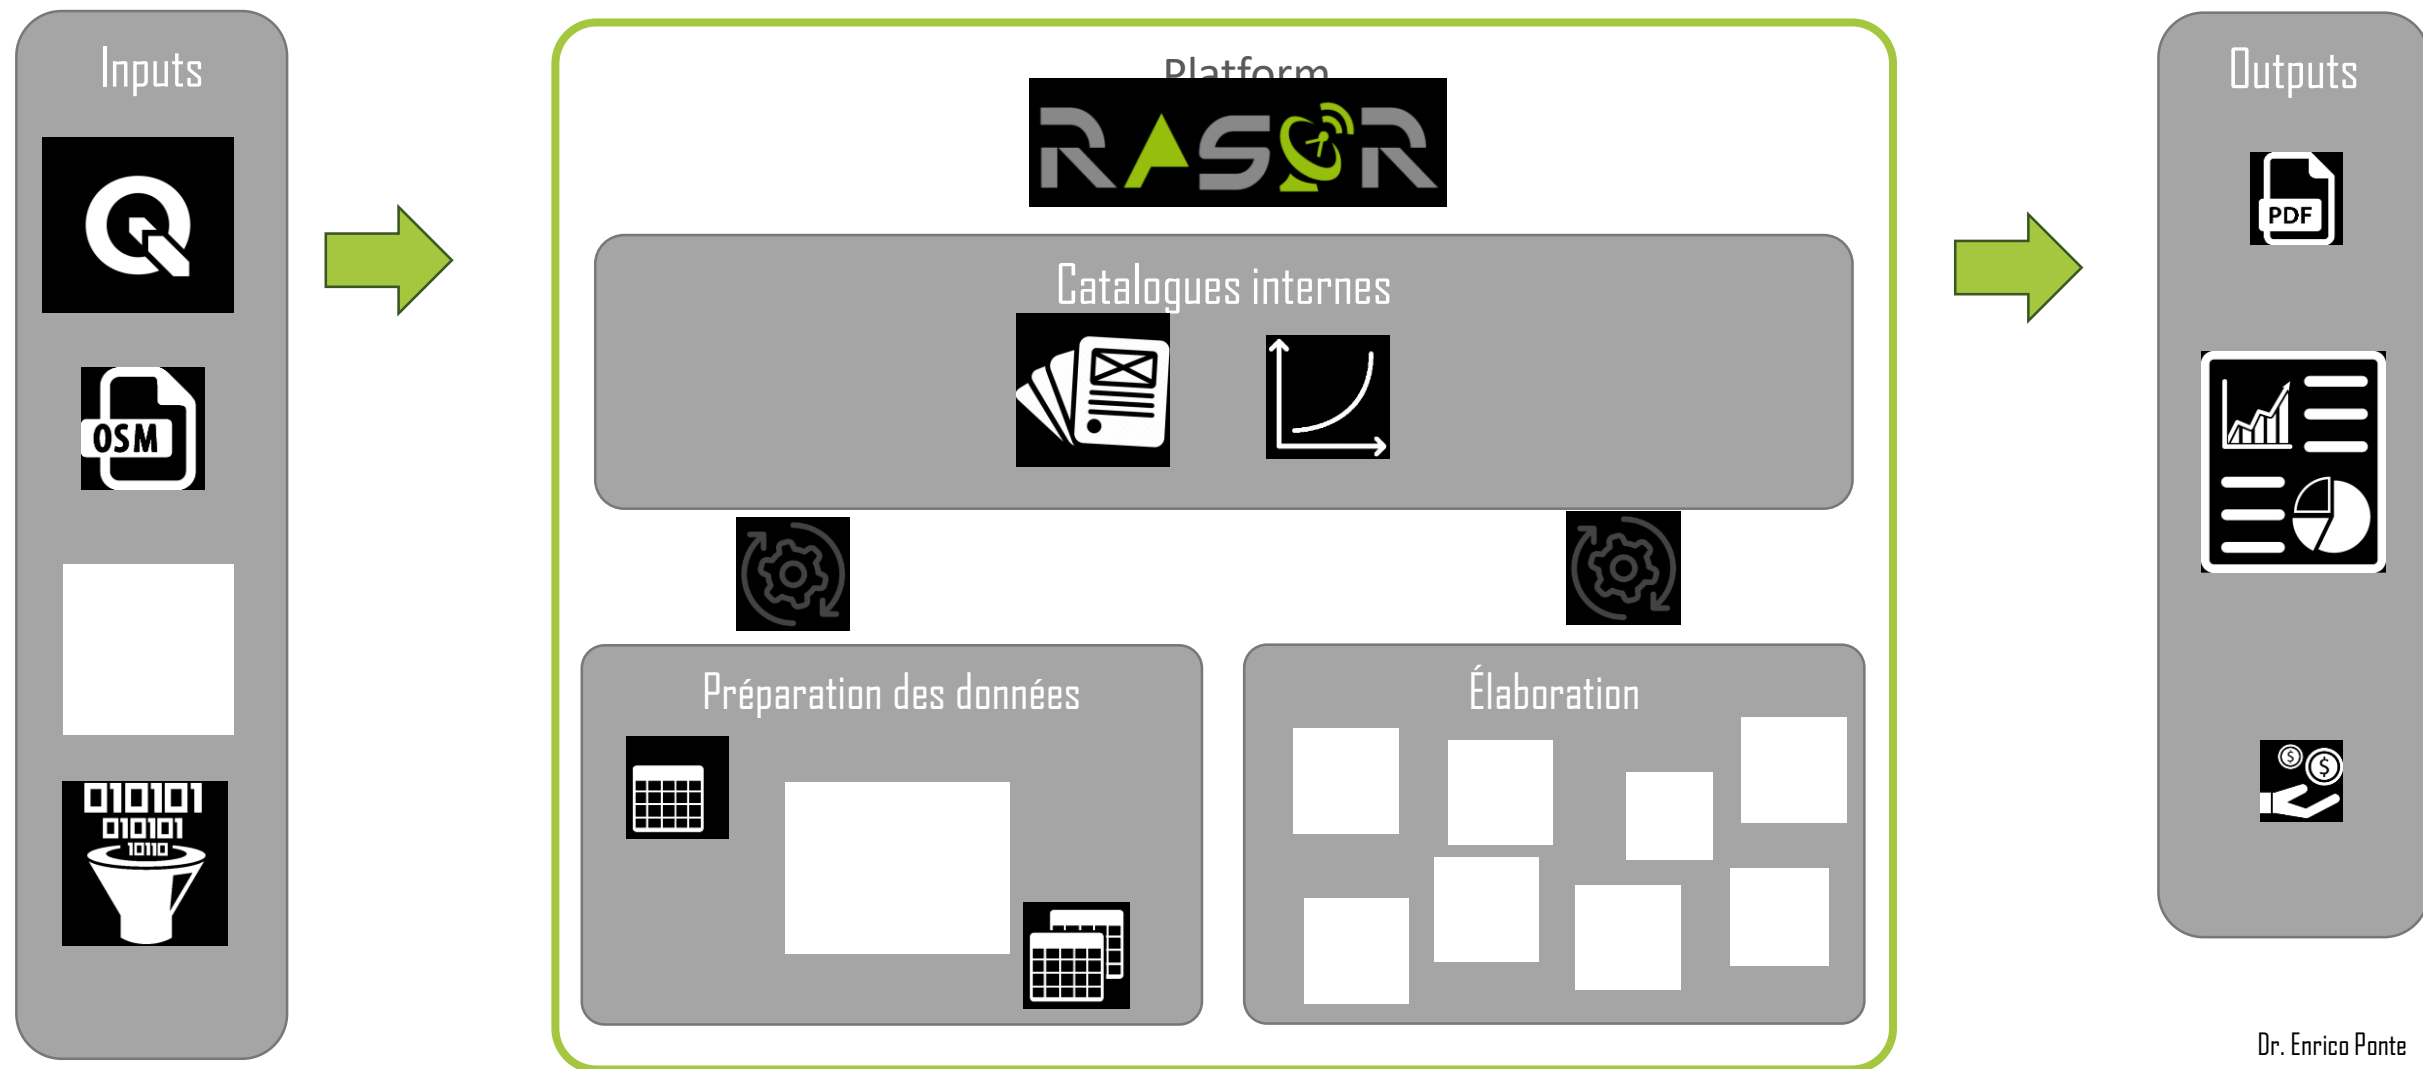 Inputs
OSM
010101
010101
10110
Platform
RASOR
Catalogues internes
Préparation des données
Élaboration
Outputs
PDF
$
$
Dr. Enrico Ponte